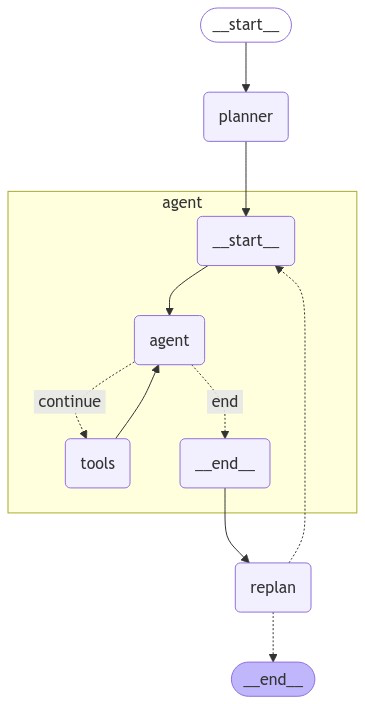 __start__
planner
agent
__start__
agent
continue
end
tools
__end__
replan
__end__